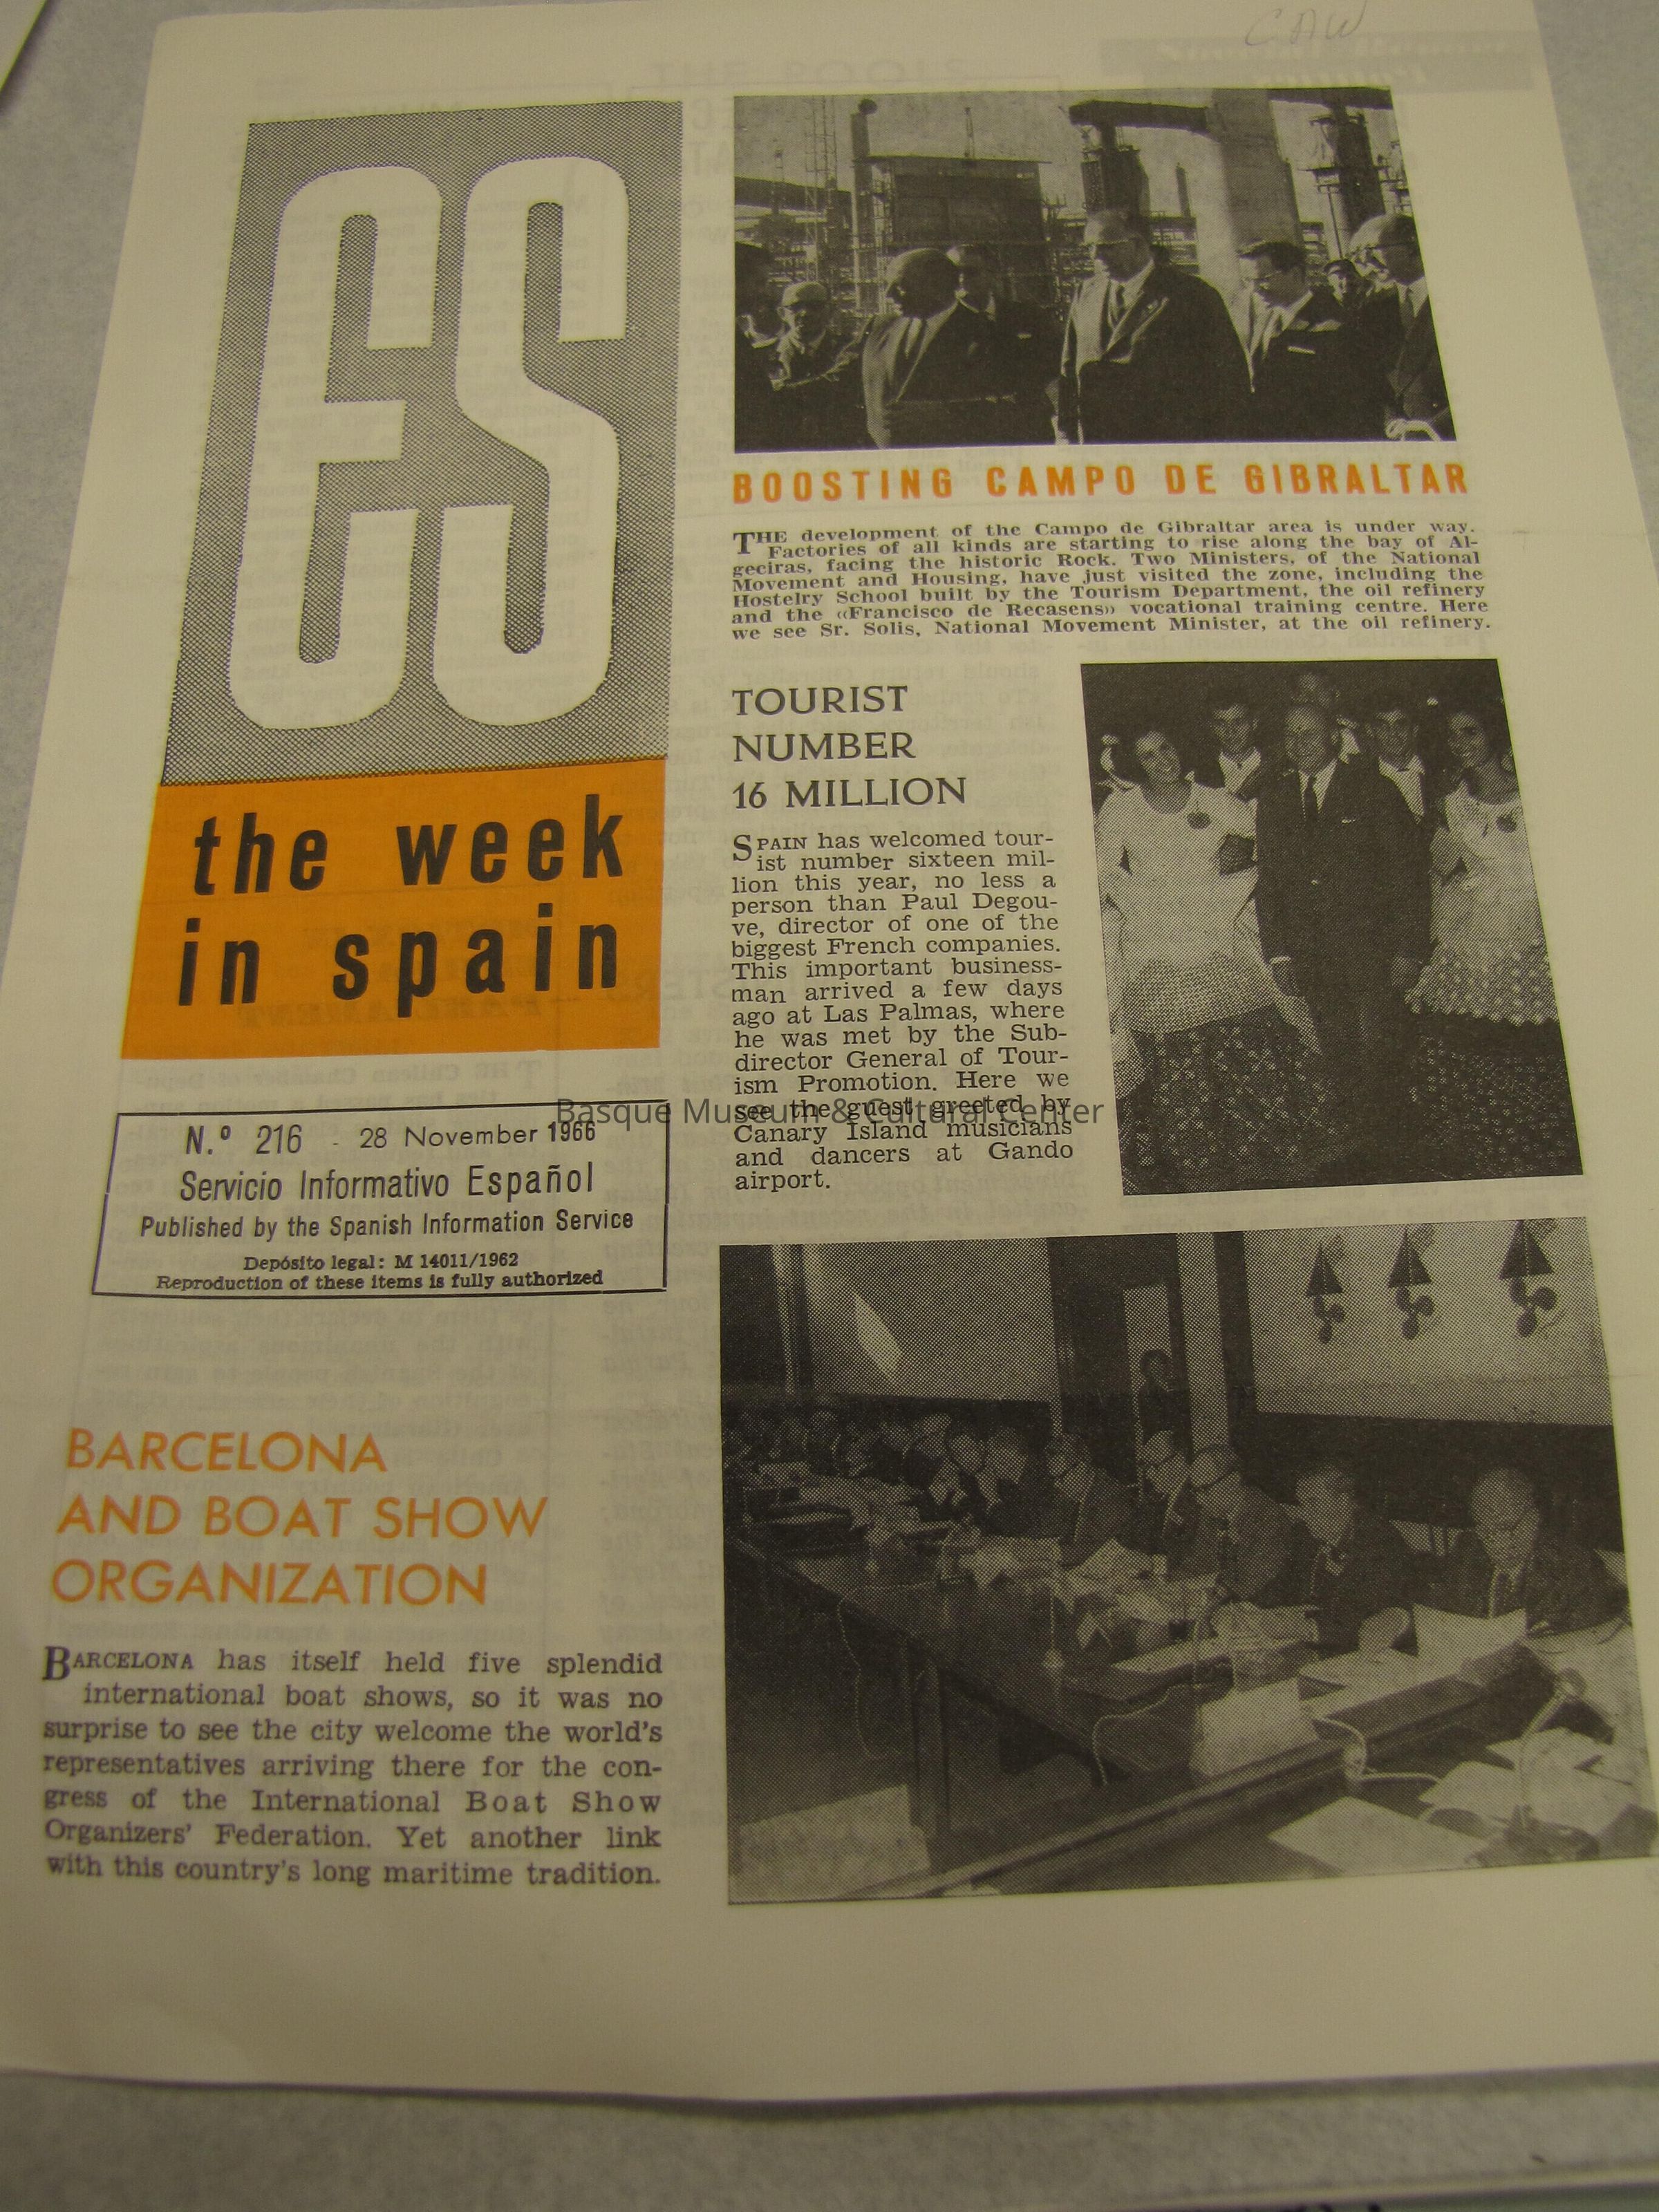 CAW
ES
the week
in spain
N.º 216 - 28 November 1966
Servicio Informativo Español
Published by the Spanish Information Service
Depósito legal: M 14011/1962
Reproduction of these items is fully authorized
BOOSTING CAMPO DE GIBRALTAR
THE development of the Campo de Gibraltar area is under way.
Factories of all kinds are starting to rise along the bay of Al-
geciras, facing the historic Rock. Two Ministers, of the National
Movement and Housing, have just visited the zone, including the
Hostelry School built by the Tourism Department, the oil refinery
and the «Francisco de Recasens» vocational training centre. Here
we see Sr. Solis, National Movement Minister, at the oil refinery.
TOURIST
NUMBER
16 MILLION
SPAIN has welcomed tour-
ist number sixteen mil-
lion this year, no less a
person than Paul Degou-
ve, director of one of the
biggest French companies.
This important business-
man arrived a few days
ago at Las Palmas, where
he was met by the Sub-
director General of Tour-
ism Promotion. Here we
see the guest greeted by
Canary Island musicians
and dancers at Gando
airport.
Basque Museum & Cultural Center
BARCELONA
AND BOAT SHOW
ORGANIZATION
BARCELONA has itself held five splendid
international boat shows, so it was no
surprise to see the city welcome the world's
representatives arriving there for the con-
gress of the International Boat Show
Organizers' Federation. Yet another link
with this country's long maritime tradition.